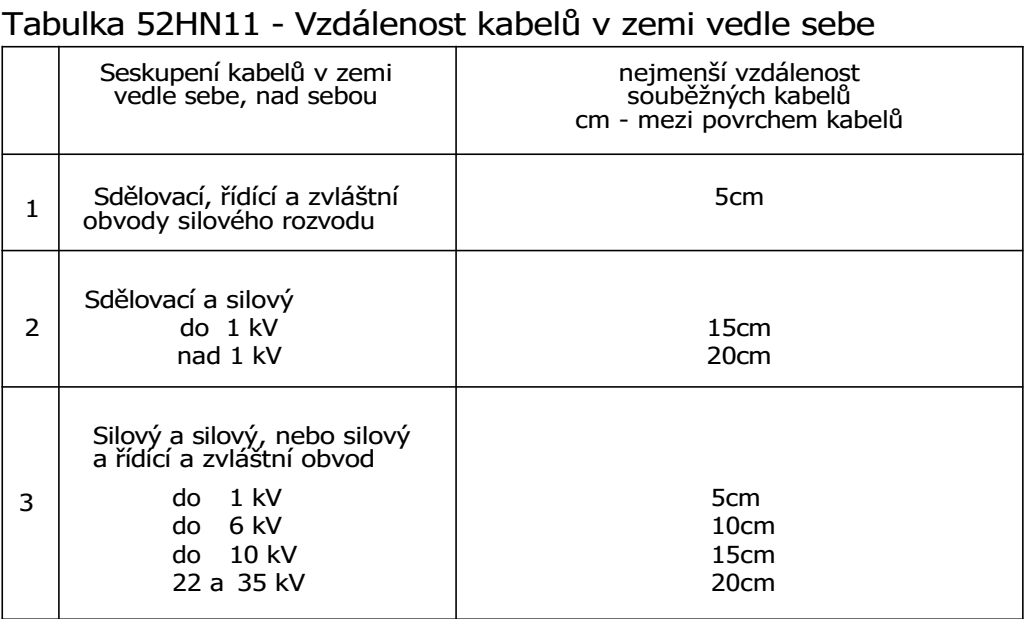 Tabulka 52HN11 - Vzdálenost kabelů v zemi vedle sebe
Seskupení kabelů v zemi
vedle sebe, nad sebou
nejmenší vzdálenost
souběžných kabelů
cm - mezi povrchem kabelů
1
Sdělovací, řídící a zvláštní
obvody silového rozvodu
5cm
2
Sdělovací a silový
do 1 kV 15cm
nad 1 kV 20cm
3
Silový a silový, nebo silový
a řídící a zvláštní obvod
do 1 kV 5cm
do 6 kV 10cm
do 10 kV 15cm
22 a 35 kV 20cm